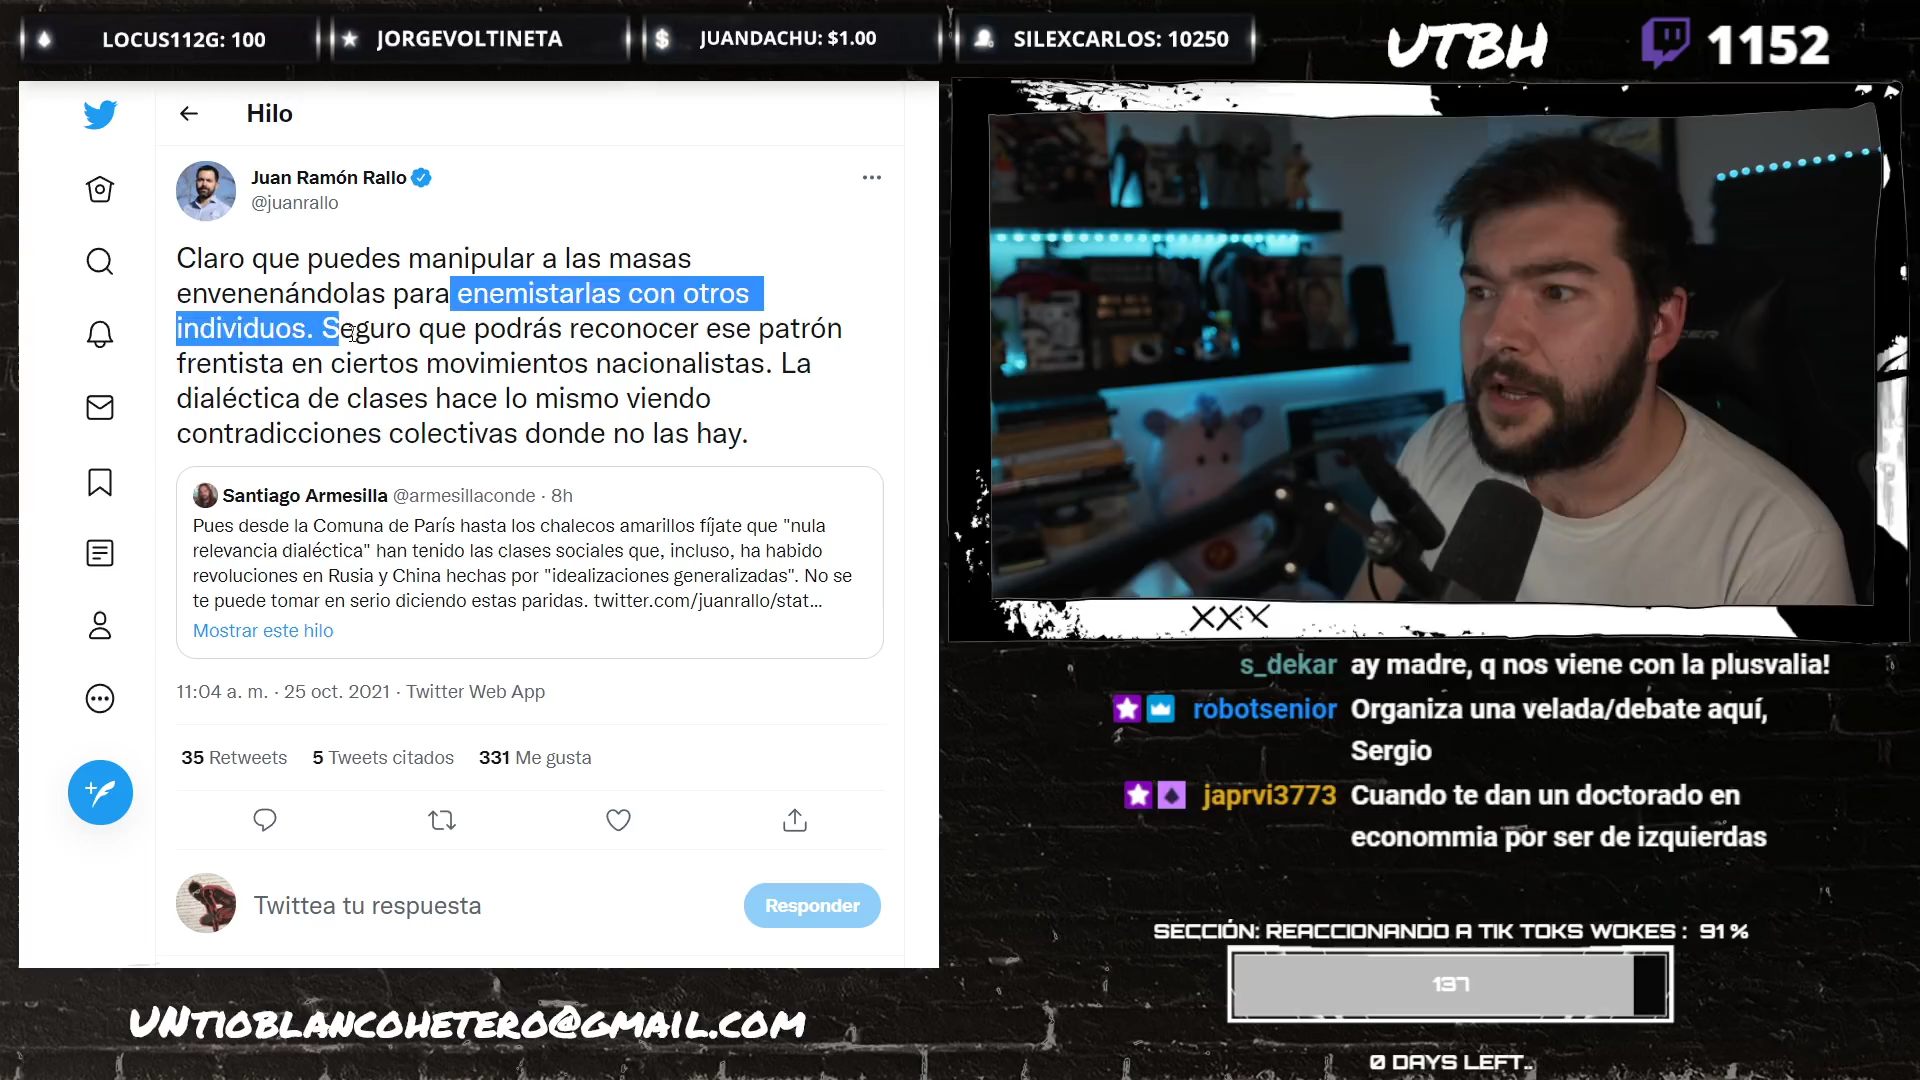 LOCUS112G: 100
JORGEVOLTINETA
JUANDACHU: $1.00
SILEXCARLOS: 10250
UTBH
1152
Hilo
Juan Ramón Rallo
@juanrallo
Claro que puedes manipular a las masas
envenenándolas para enemistarlas con otros
individuos. Seguro que podrás reconocer ese patrón
frentista en ciertos movimientos nacionalistas. La
dialéctica de clases hace lo mismo viendo
contradicciones colectivas donde no las hay.
Santiago Armesilla @armesillaconde · 8h
Pues desde la Comuna de París hasta los chalecos amarillos fíjate que "nula
relevancia dialéctica" han tenido las clases sociales que, incluso, ha habido
revoluciones en Rusia y China hechas por "idealizaciones generalizadas". No se
te puede tomar en serio diciendo estas paridas. twitter.com/juanrallo/stat...
Mostrar este hilo
11:04 a. m. · 25 oct. 2021 · Twitter Web App
35 Retweets 5 Tweets citados 331 Me gusta
Twittea tu respuesta
Responder
XXX
s_dekar ay madre, q nos viene con la plusvalia!
robotsenior Organiza una velada/debate aquí,
Sergio
japrvi3773 Cuando te dan un doctorado en
econommia por ser de izquierdas
SECCIÓN: REACCIONANDO A TIK TOKS WOKES : 91%
137
0 DAYS LEFT..
UNTIOBLANCOHETERO@GMAIL.COM